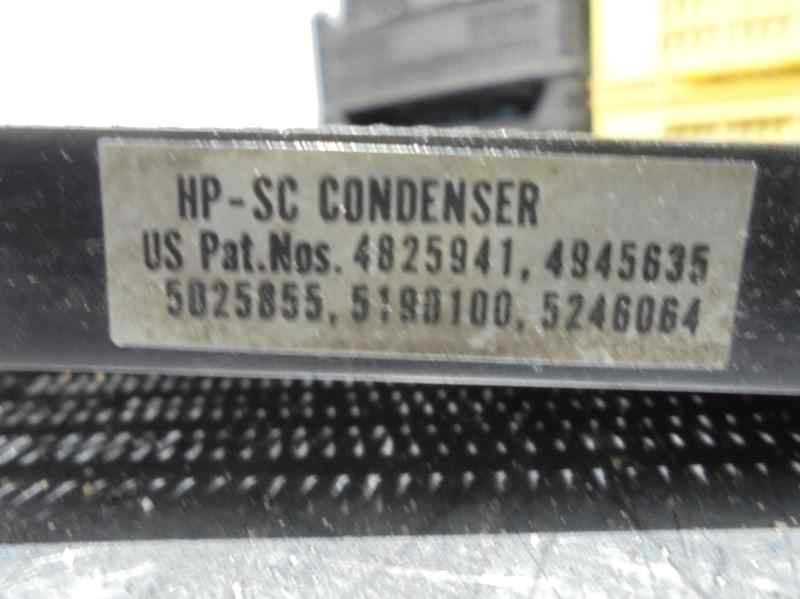 HP-SC CONDENSER
US Pat.Nos. 4825941, 4945635
5025855, 5190100, 5246064